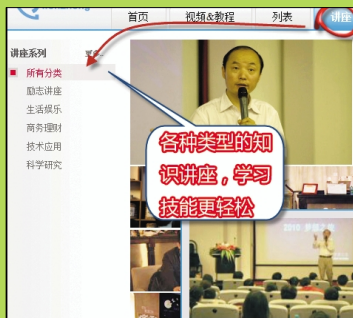 首页 视频&教程 列表 讲座
讲座系列
所有分类
励志讲座
生活娱乐
商务理财
技术应用
科学研究
各种类型的知
识讲座，学习
技能更轻松